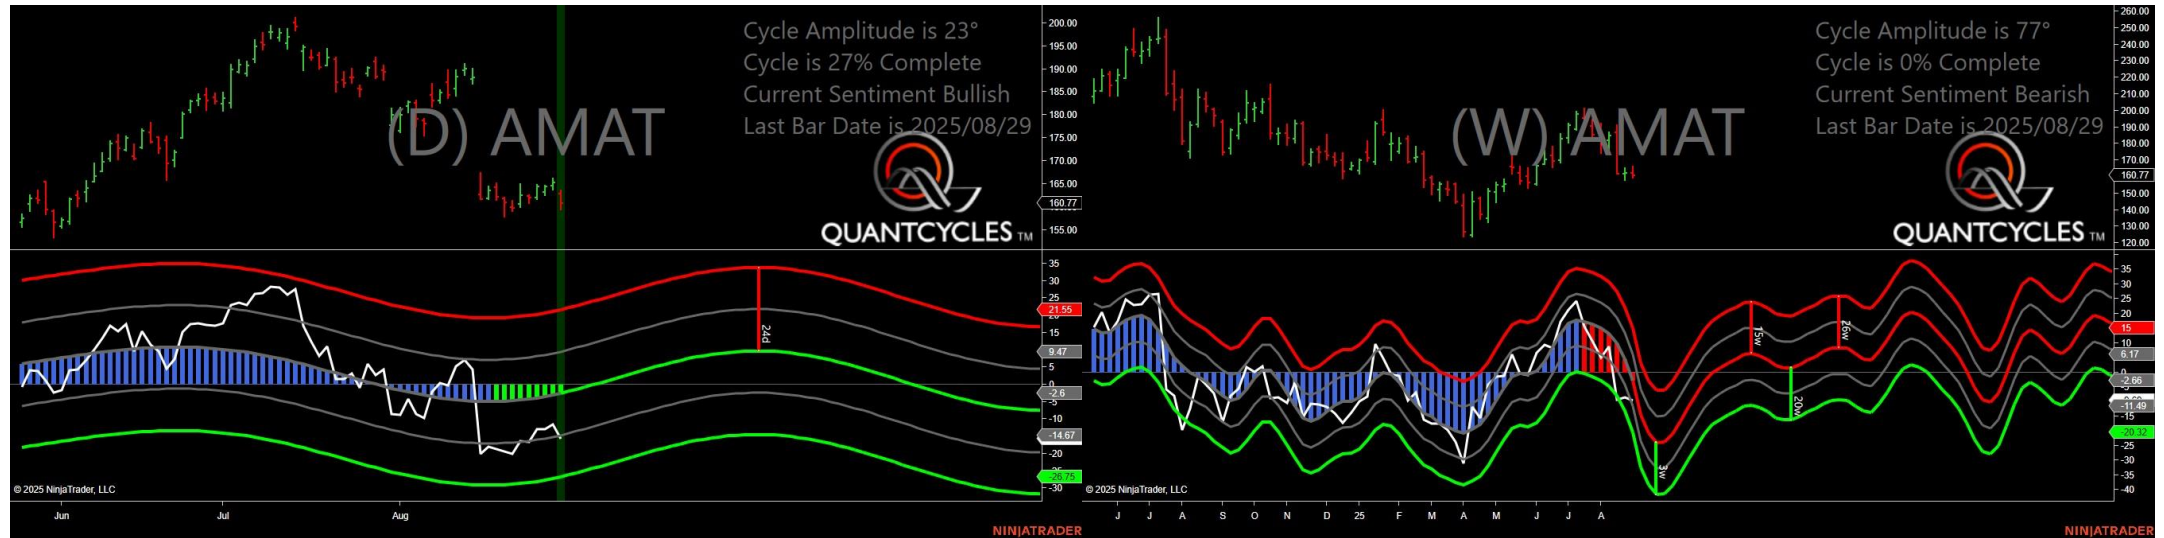 Cycle Amplitude is 23°
Cycle is 27% Complete
Current Sentiment Bullish
Last Bar Date is 2025/08/29
(D) AMAT
QUANTCYCLES TM
200.00
195.00
190.00
185.00
180.00
175.00
170.00
165.00
160.77
155.00
24d
35
30
25
21.55
15
9.47
5
0
-2.6
-5
-10
-14.67
-20
-26.75
-30
© 2025 NinjaTrader, LLC
Jun
Jul
Aug
NINJATRADER
Cycle Amplitude is 77°
Cycle is 0% Complete
Current Sentiment Bearish
Last Bar Date is 2025/08/29
(W) AMAT
QUANTCYCLES TM
260.00
250.00
240.00
230.00
220.00
210.00
200.00
190.00
180.00
170.00
160.77
150.00
140.00
130.00
120.00
15w
26w
20w
3w
35
30
25
20
15
10
6.17
0
-2.66
-11.49
-15
-20.32
-25
-30
-35
-40
© 2025 NinjaTrader, LLC
J J A S O N D 25 F M A M J J A
NINJATRADER